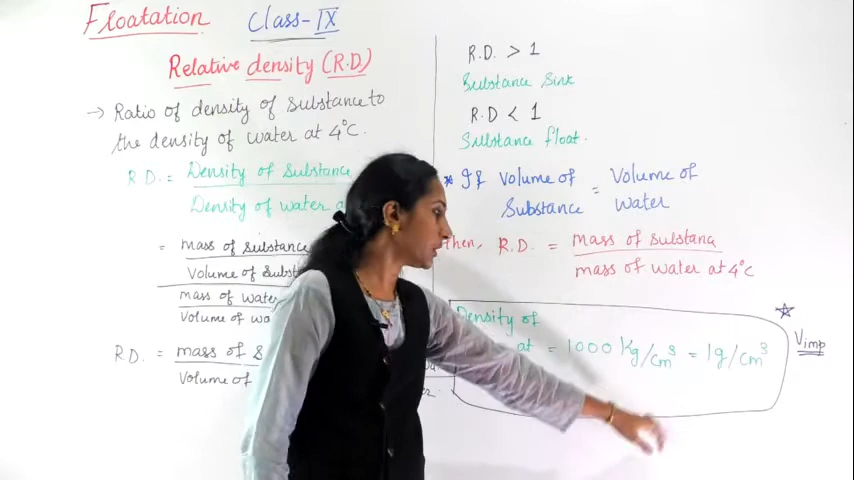 Floatation Class-IX
Relative density (R.D)
→ Ratio of density of substance to
the density of water at 4°C.
R.D. = Density of Substance
Density of water
= mass of substance
Volume of
mass of water
Volume of
R.D. = mass of
Volume of
R.D. > 1
Substance Sink
R.D < 1
Substance float.
* If Volume of Substance = Volume of water
then, R.D. = mass of substanc
mass of water at 4°C
Density of
at = 1000 Kg/cm³ = 1g/cm³
Vimp